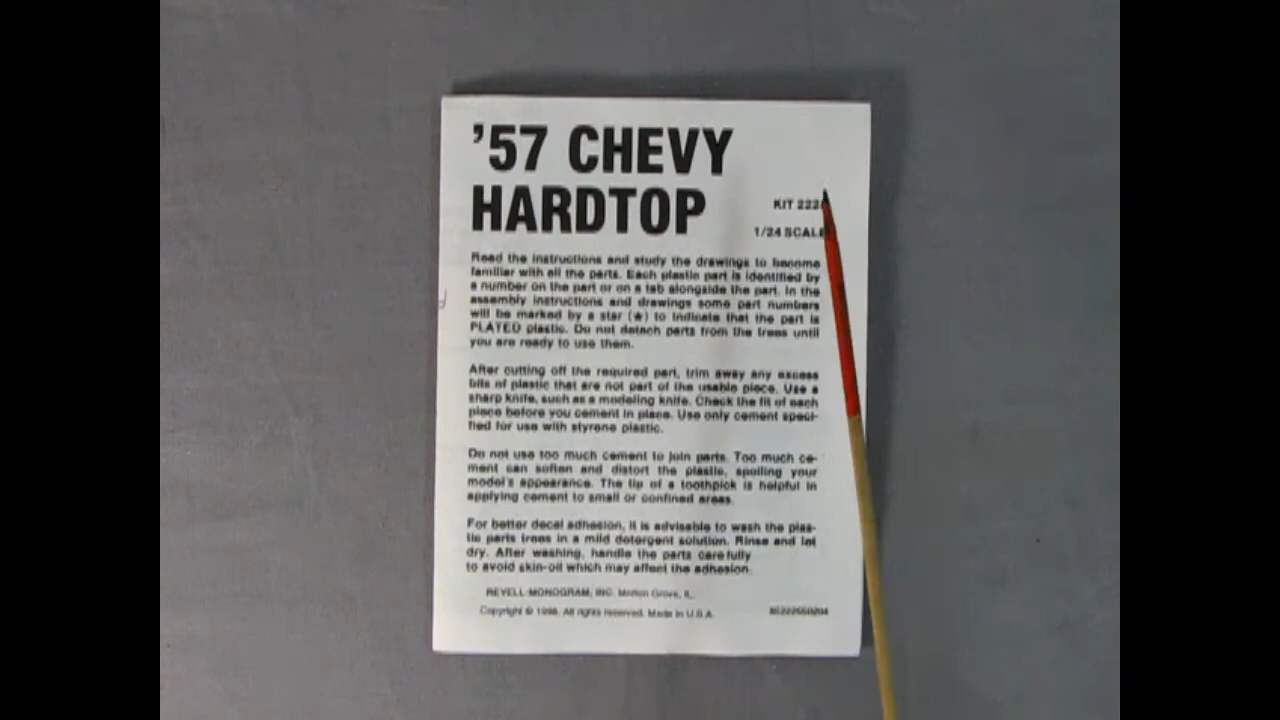 ’57 CHEVY
HARDTOP
KIT 222
1/24 SCALE
Read the instructions and study the drawings to become
familiar with all the parts. Each plastic part is identified by
a number on the part or on a tab alongside the part. In the
assembly instructions and drawings some part numbers
will be marked by a star (★) to indicate that the part is
PLATED plastic. Do not detach parts from the trees until
you are ready to use them.
After cutting off the required part, trim away any excess
bits of plastic that are not part of the usable piece. Use a
sharp knife, such as a modeling knife. Check the fit of each
piece before you cement in place. Use only cement speci-
fied for use with styrene plastic.
Do not use too much cement to join parts. Too much ce-
ment can soften and distort the plastic, spoiling your
model's appearance. The tip of a toothpick is helpful in
applying cement to small or confined areas.
For better decal adhesion, it is advisable to wash the plas-
tic parts trees in a mild detergent solution. Rinse and let
dry. After washing, handle the parts carefully
to avoid skin-oil which may affect the adhesion.
REVELL-MONOGRAM, INC. Morton Grove, IL.
Copyright © 1998. All rights reserved. Made in U.S.A.